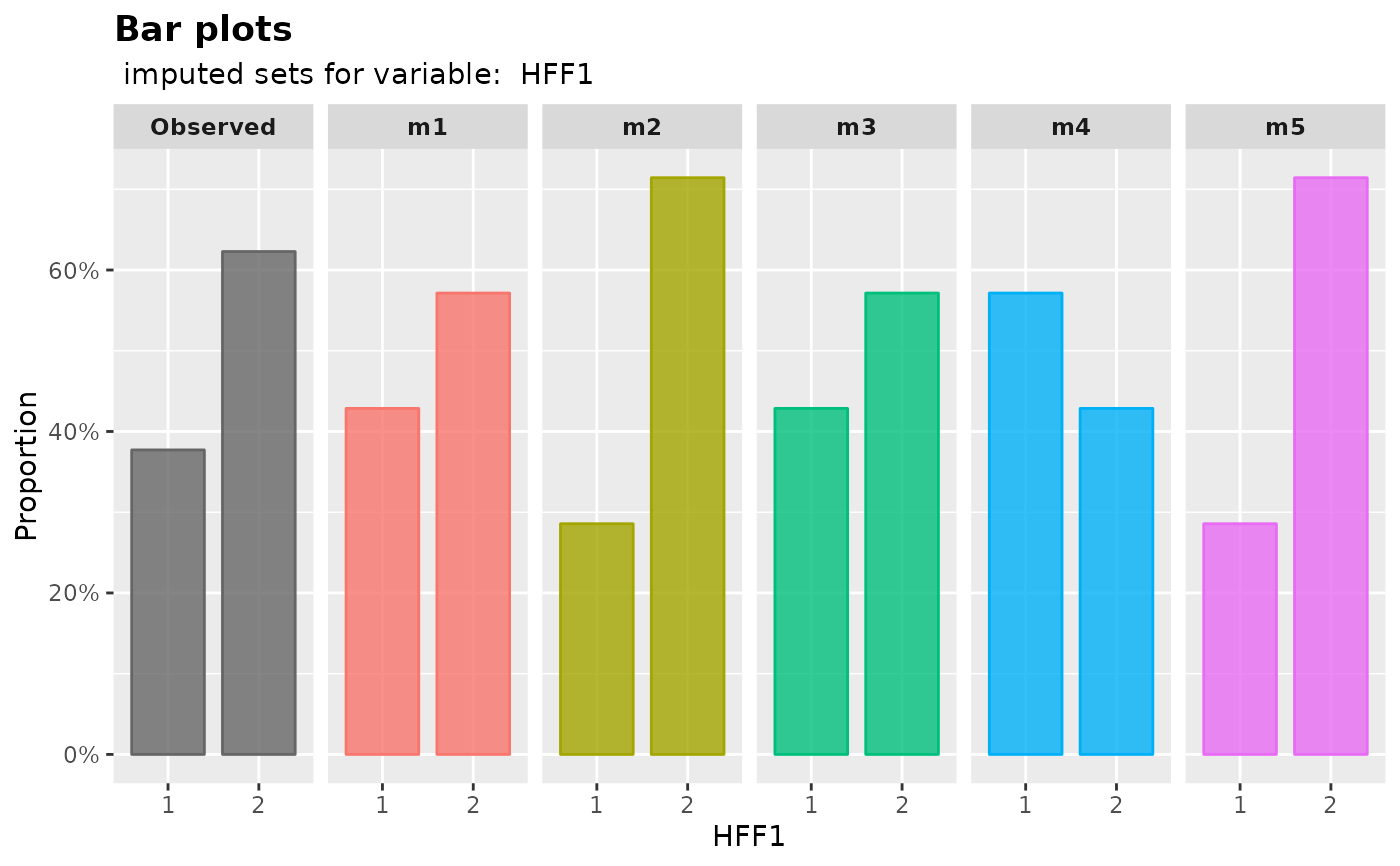 Bar plots
imputed sets for variable:  HFF1
Observed m1 m2 m3 m4 m5
60%
40%
20%
0%
Proportion
1 2 1 2 1 2 1 2 1 2 1 2
HFF1